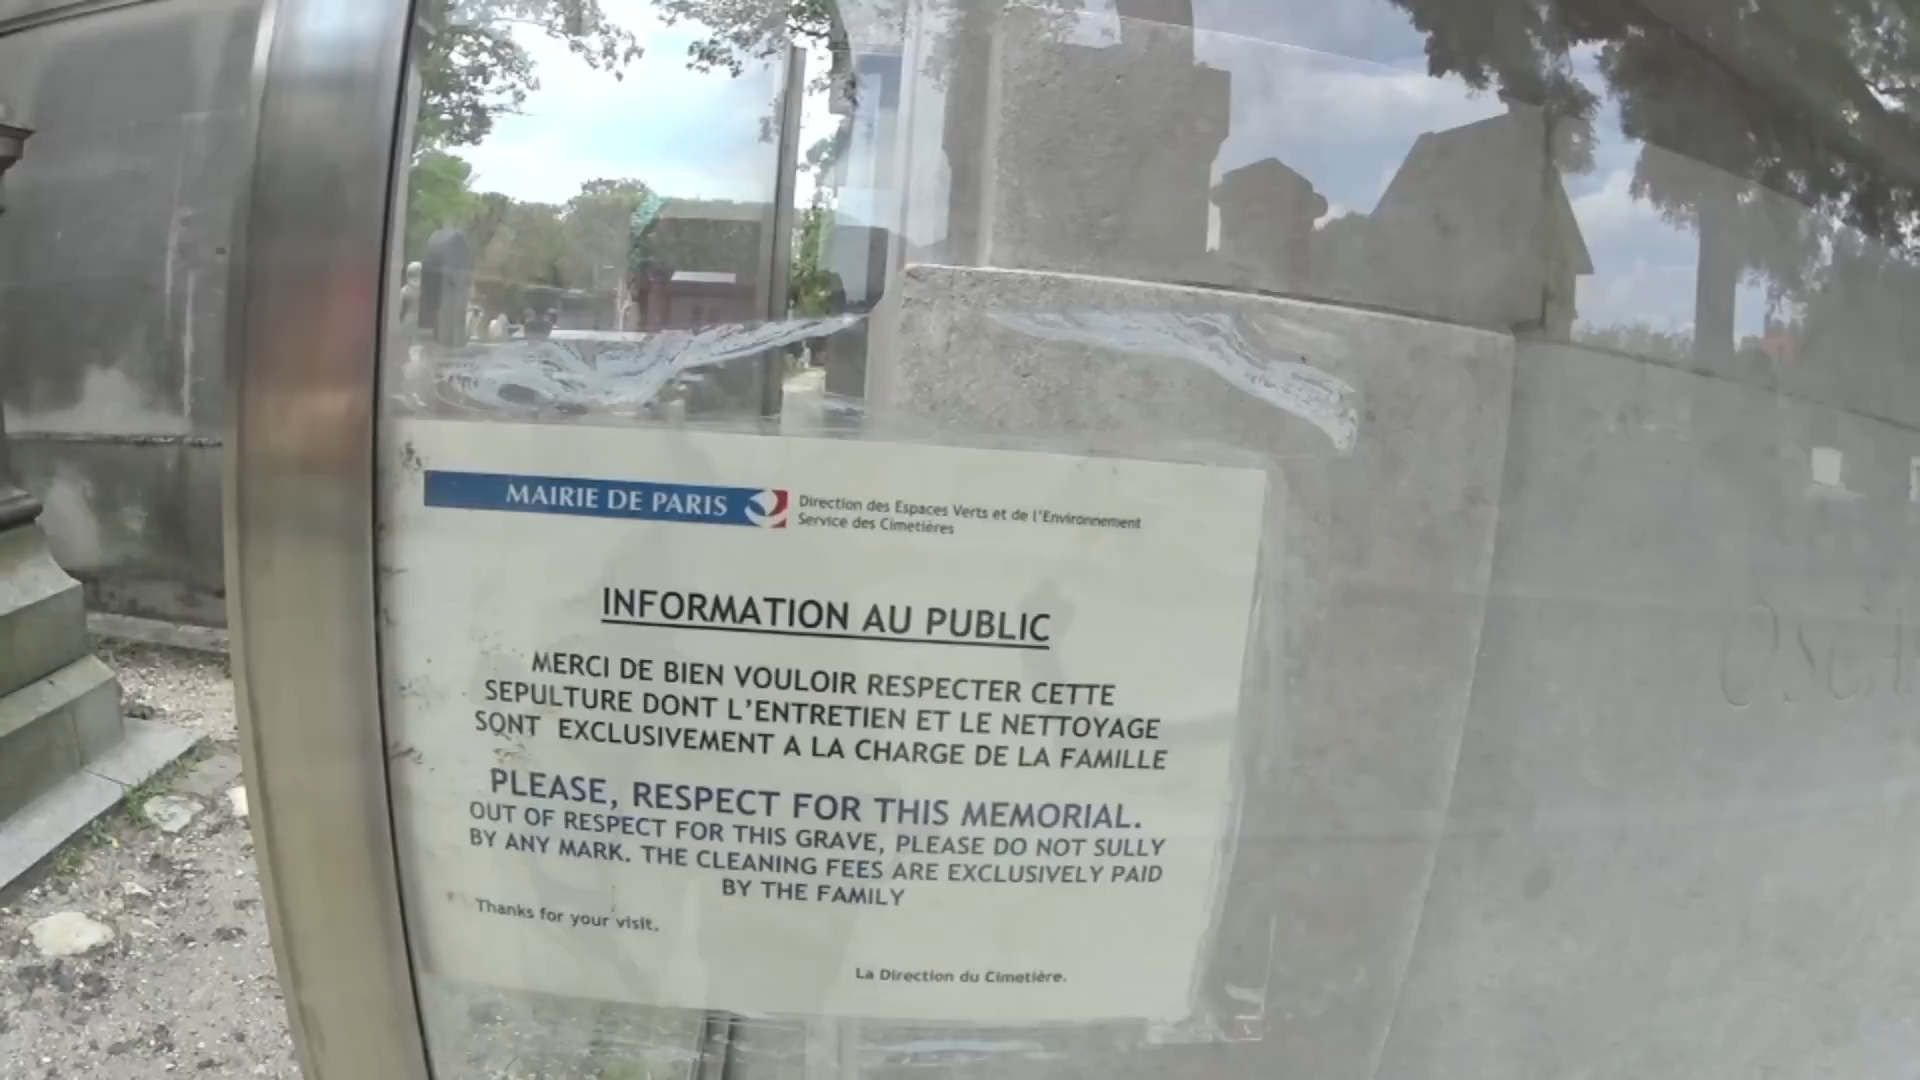 MAIRIE DE PARIS
Direction des Espaces Verts et de l'Environnement
Service des Cimetières
INFORMATION AU PUBLIC
MERCI DE BIEN VOULOIR RESPECTER CETTE
SEPULTURE DONT L'ENTRETIEN ET LE NETTOYAGE
SONT EXCLUSIVEMENT A LA CHARGE DE LA FAMILLE
PLEASE, RESPECT FOR THIS MEMORIAL.
OUT OF RESPECT FOR THIS GRAVE, PLEASE DO NOT SULLY
BY ANY MARK. THE CLEANING FEES ARE EXCLUSIVELY PAID
BY THE FAMILY
Thanks for your visit.
La Direction du Cimetière.